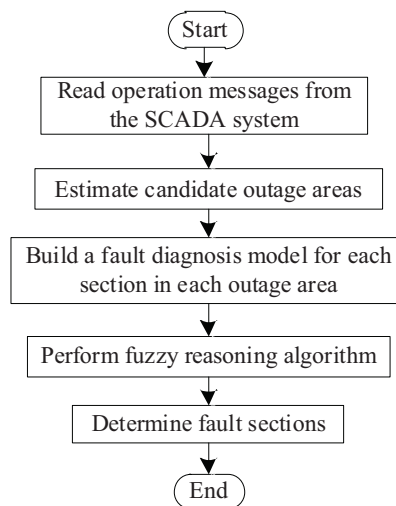 Start
Read operation messages from
the SCADA system
Estimate candidate outage areas
Build a fault diagnosis model for each
section in each outage area
Perform fuzzy reasoning algorithm
Determine fault sections
End